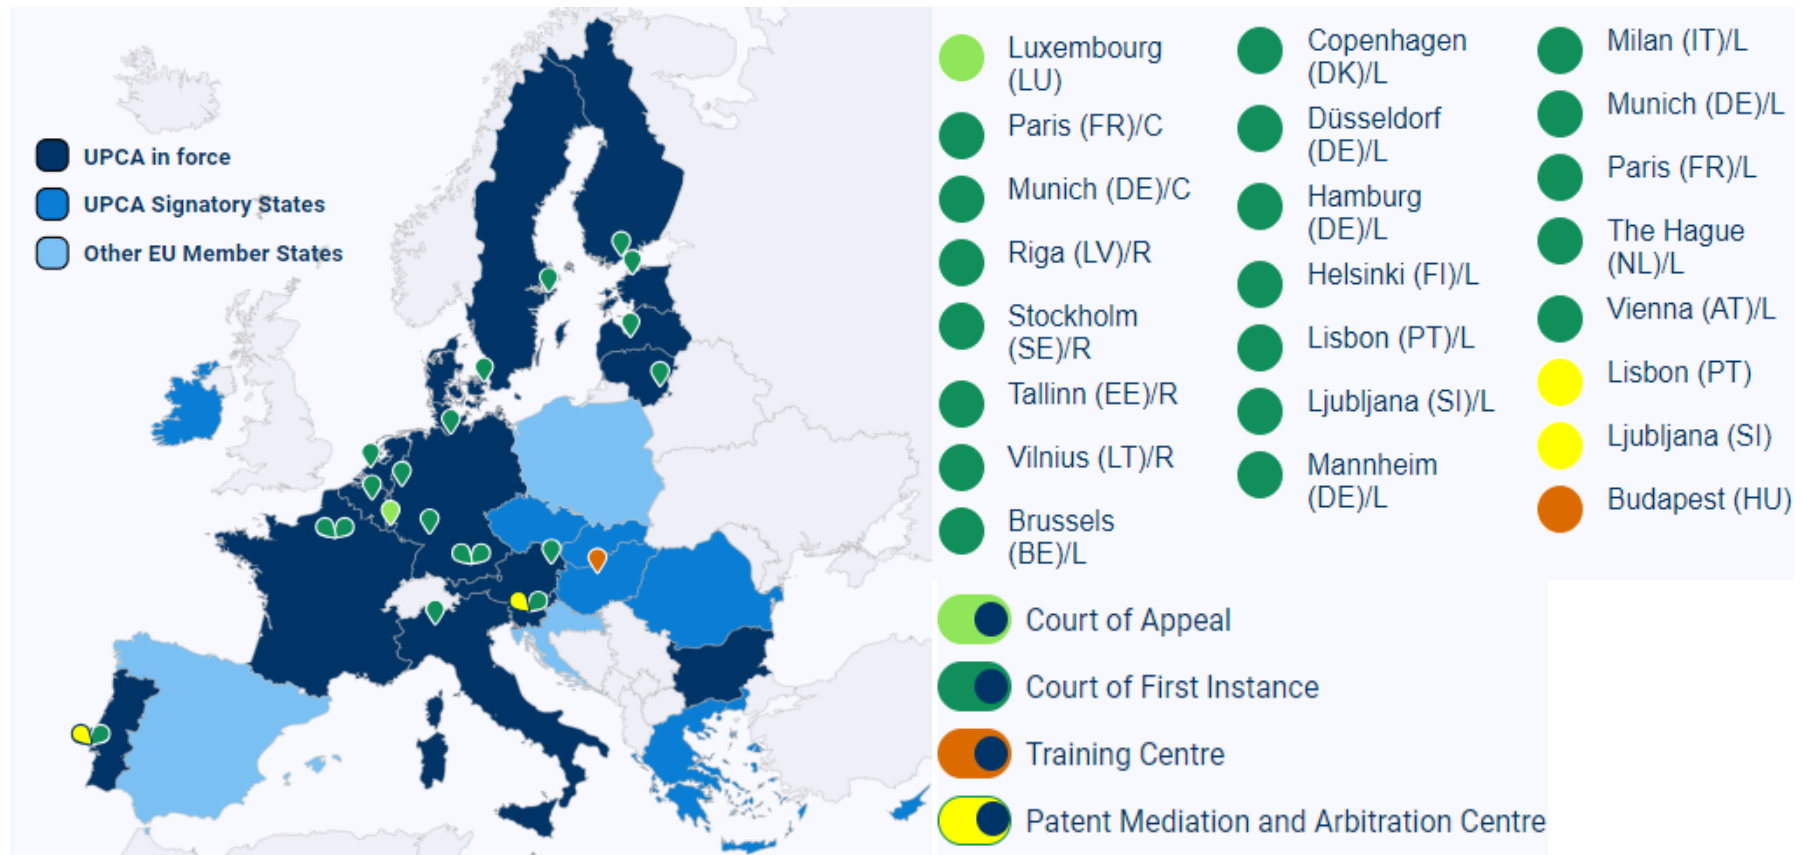 UPCA in force
UPCA Signatory States
Other EU Member States
Luxembourg
(LU)
Paris (FR)/C
Munich (DE)/C
Riga (LV)/R
Stockholm
(SE)/R
Tallinn (EE)/R
Vilnius (LT)/R
Brussels
(BE)/L
Copenhagen
(DK)/L
Düsseldorf
(DE)/L
Hamburg
(DE)/L
Helsinki (FI)/L
Lisbon (PT)/L
Ljubljana (SI)/L
Mannheim
(DE)/L
Milan (IT)/L
Munich (DE)/L
Paris (FR)/L
The Hague
(NL)/L
Vienna (AT)/L
Lisbon (PT)
Ljubljana (SI)
Budapest (HU)
Court of Appeal
Court of First Instance
Training Centre
Patent Mediation and Arbitration Centre